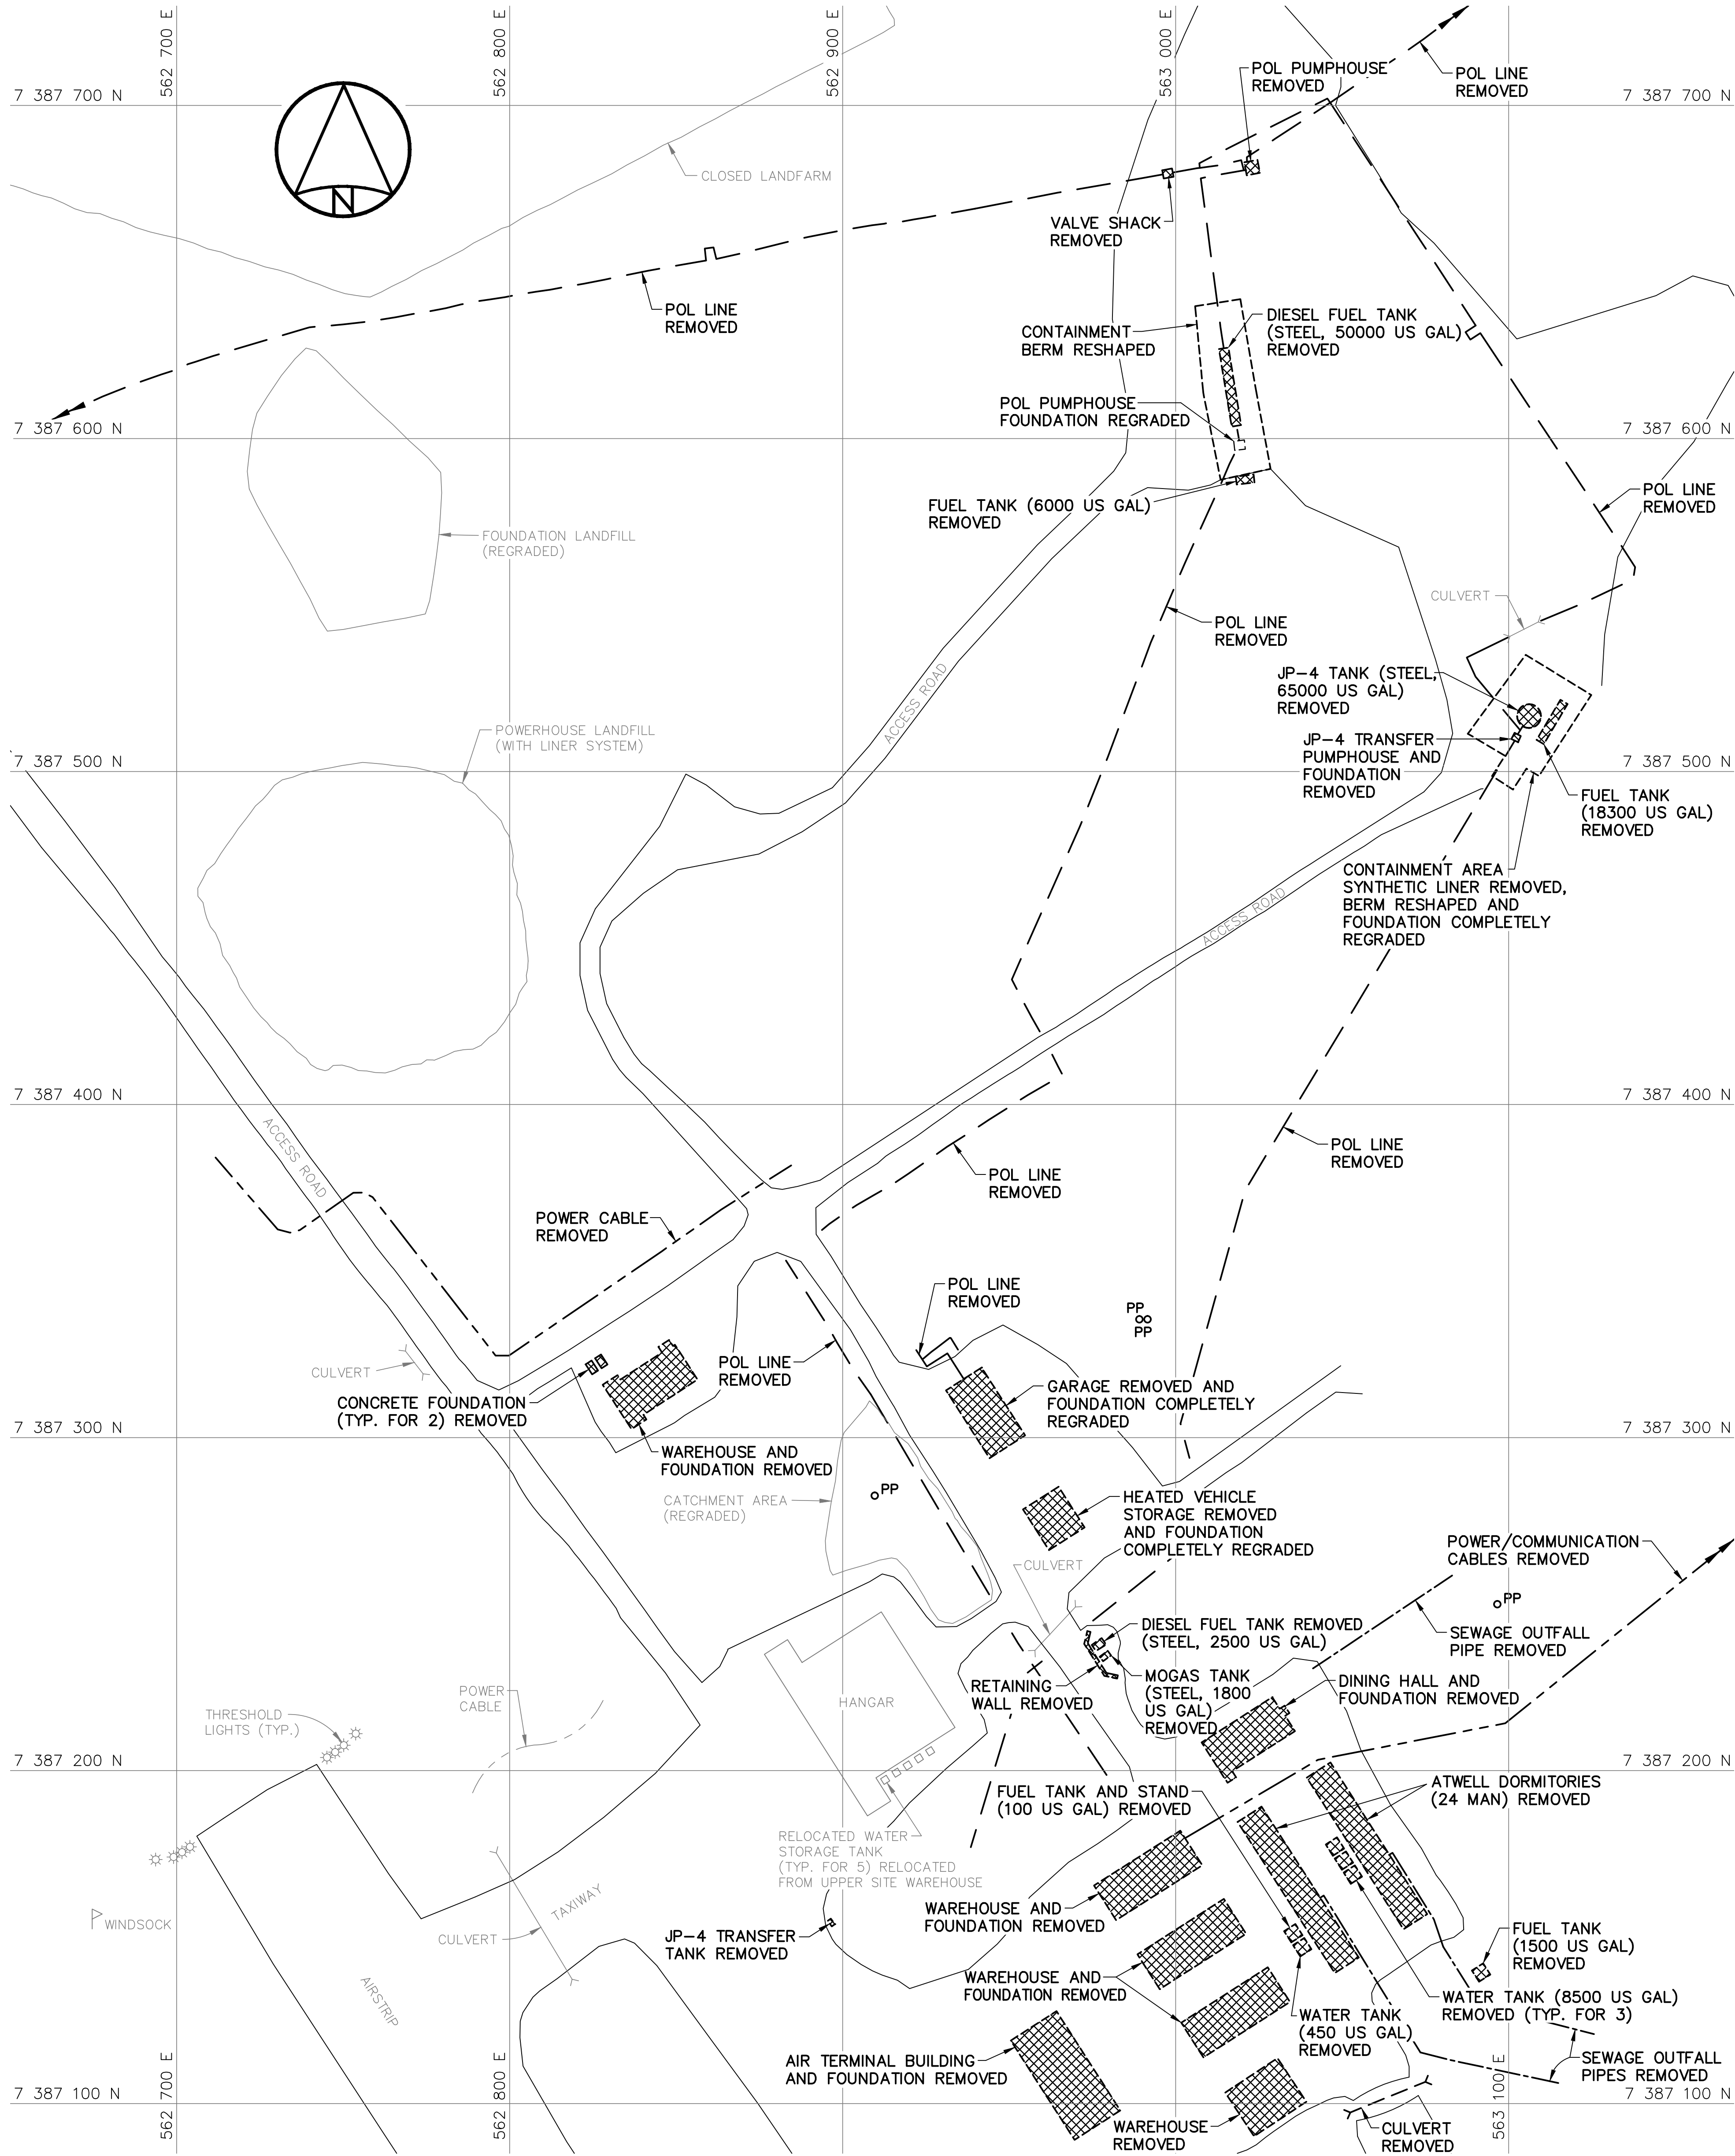 562 700 E
562 800 E
562 900 E
563 000 E
7 387 700 N
7 387 700 N
N
POL PUMPHOUSE
REMOVED
POL LINE
REMOVED
CLOSED LANDFARM
VALVE SHACK
REMOVED
POL LINE
REMOVED
CONTAINMENT
BERM RESHAPED
DIESEL FUEL TANK
(STEEL, 50000 US GAL)
REMOVED
POL PUMPHOUSE
FOUNDATION REGRADED
7 387 600 N
7 387 600 N
FUEL TANK (6000 US GAL)
REMOVED
POL LINE
REMOVED
FOUNDATION LANDFILL
(REGRADED)
CULVERT
POL LINE
REMOVED
ACCESS ROAD
JP-4 TANK (STEEL,
65000 US GAL)
REMOVED
POWERHOUSE LANDFILL
(WITH LINER SYSTEM)
JP-4 TRANSFER
PUMPHOUSE AND
FOUNDATION
REMOVED
7 387 500 N
7 387 500 N
FUEL TANK
(18300 US GAL)
REMOVED
CONTAINMENT AREA
SYNTHETIC LINER REMOVED,
BERM RESHAPED AND
FOUNDATION COMPLETELY
REGRADED
ACCESS ROAD
7 387 400 N
7 387 400 N
ACCESS ROAD
POL LINE
REMOVED
POL LINE
REMOVED
POWER CABLE
REMOVED
POL LINE
REMOVED
PP
PP
CULVERT
POL LINE
REMOVED
CONCRETE FOUNDATION
(TYP. FOR 2) REMOVED
GARAGE REMOVED AND
FOUNDATION COMPLETELY
REGRADED
7 387 300 N
7 387 300 N
WAREHOUSE AND
FOUNDATION REMOVED
CATCHMENT AREA
(REGRADED)
PP
HEATED VEHICLE
STORAGE REMOVED
AND FOUNDATION
COMPLETELY REGRADED
POWER/COMMUNICATION
CABLES REMOVED
CULVERT
PP
DIESEL FUEL TANK REMOVED
(STEEL, 2500 US GAL)
SEWAGE OUTFALL
PIPE REMOVED
RETAINING
WALL REMOVED
MOGAS TANK
(STEEL, 1800
US GAL)
REMOVED
DINING HALL AND
FOUNDATION REMOVED
POWER
CABLE
HANGAR
THRESHOLD
LIGHTS (TYP.)
7 387 200 N
7 387 200 N
FUEL TANK AND STAND
(100 US GAL) REMOVED
ATWELL DORMITORIES
(24 MAN) REMOVED
RELOCATED WATER
STORAGE TANK
(TYP. FOR 5) RELOCATED
FROM UPPER SITE WAREHOUSE
TAXIWAY
WINDSOCK
CULVERT
WAREHOUSE AND
FOUNDATION REMOVED
JP-4 TRANSFER
TANK REMOVED
FUEL TANK
(1500 US GAL)
REMOVED
WAREHOUSE AND
FOUNDATION REMOVED
WATER TANK (8500 US GAL)
REMOVED (TYP. FOR 3)
AIRSTRIP
WATER TANK
(450 US GAL)
REMOVED
AIR TERMINAL BUILDING
AND FOUNDATION REMOVED
SEWAGE OUTFALL
PIPES REMOVED
7 387 100 N
7 387 100 N
WAREHOUSE
REMOVED
CULVERT
REMOVED
562 700 E
562 800 E
563 100 E